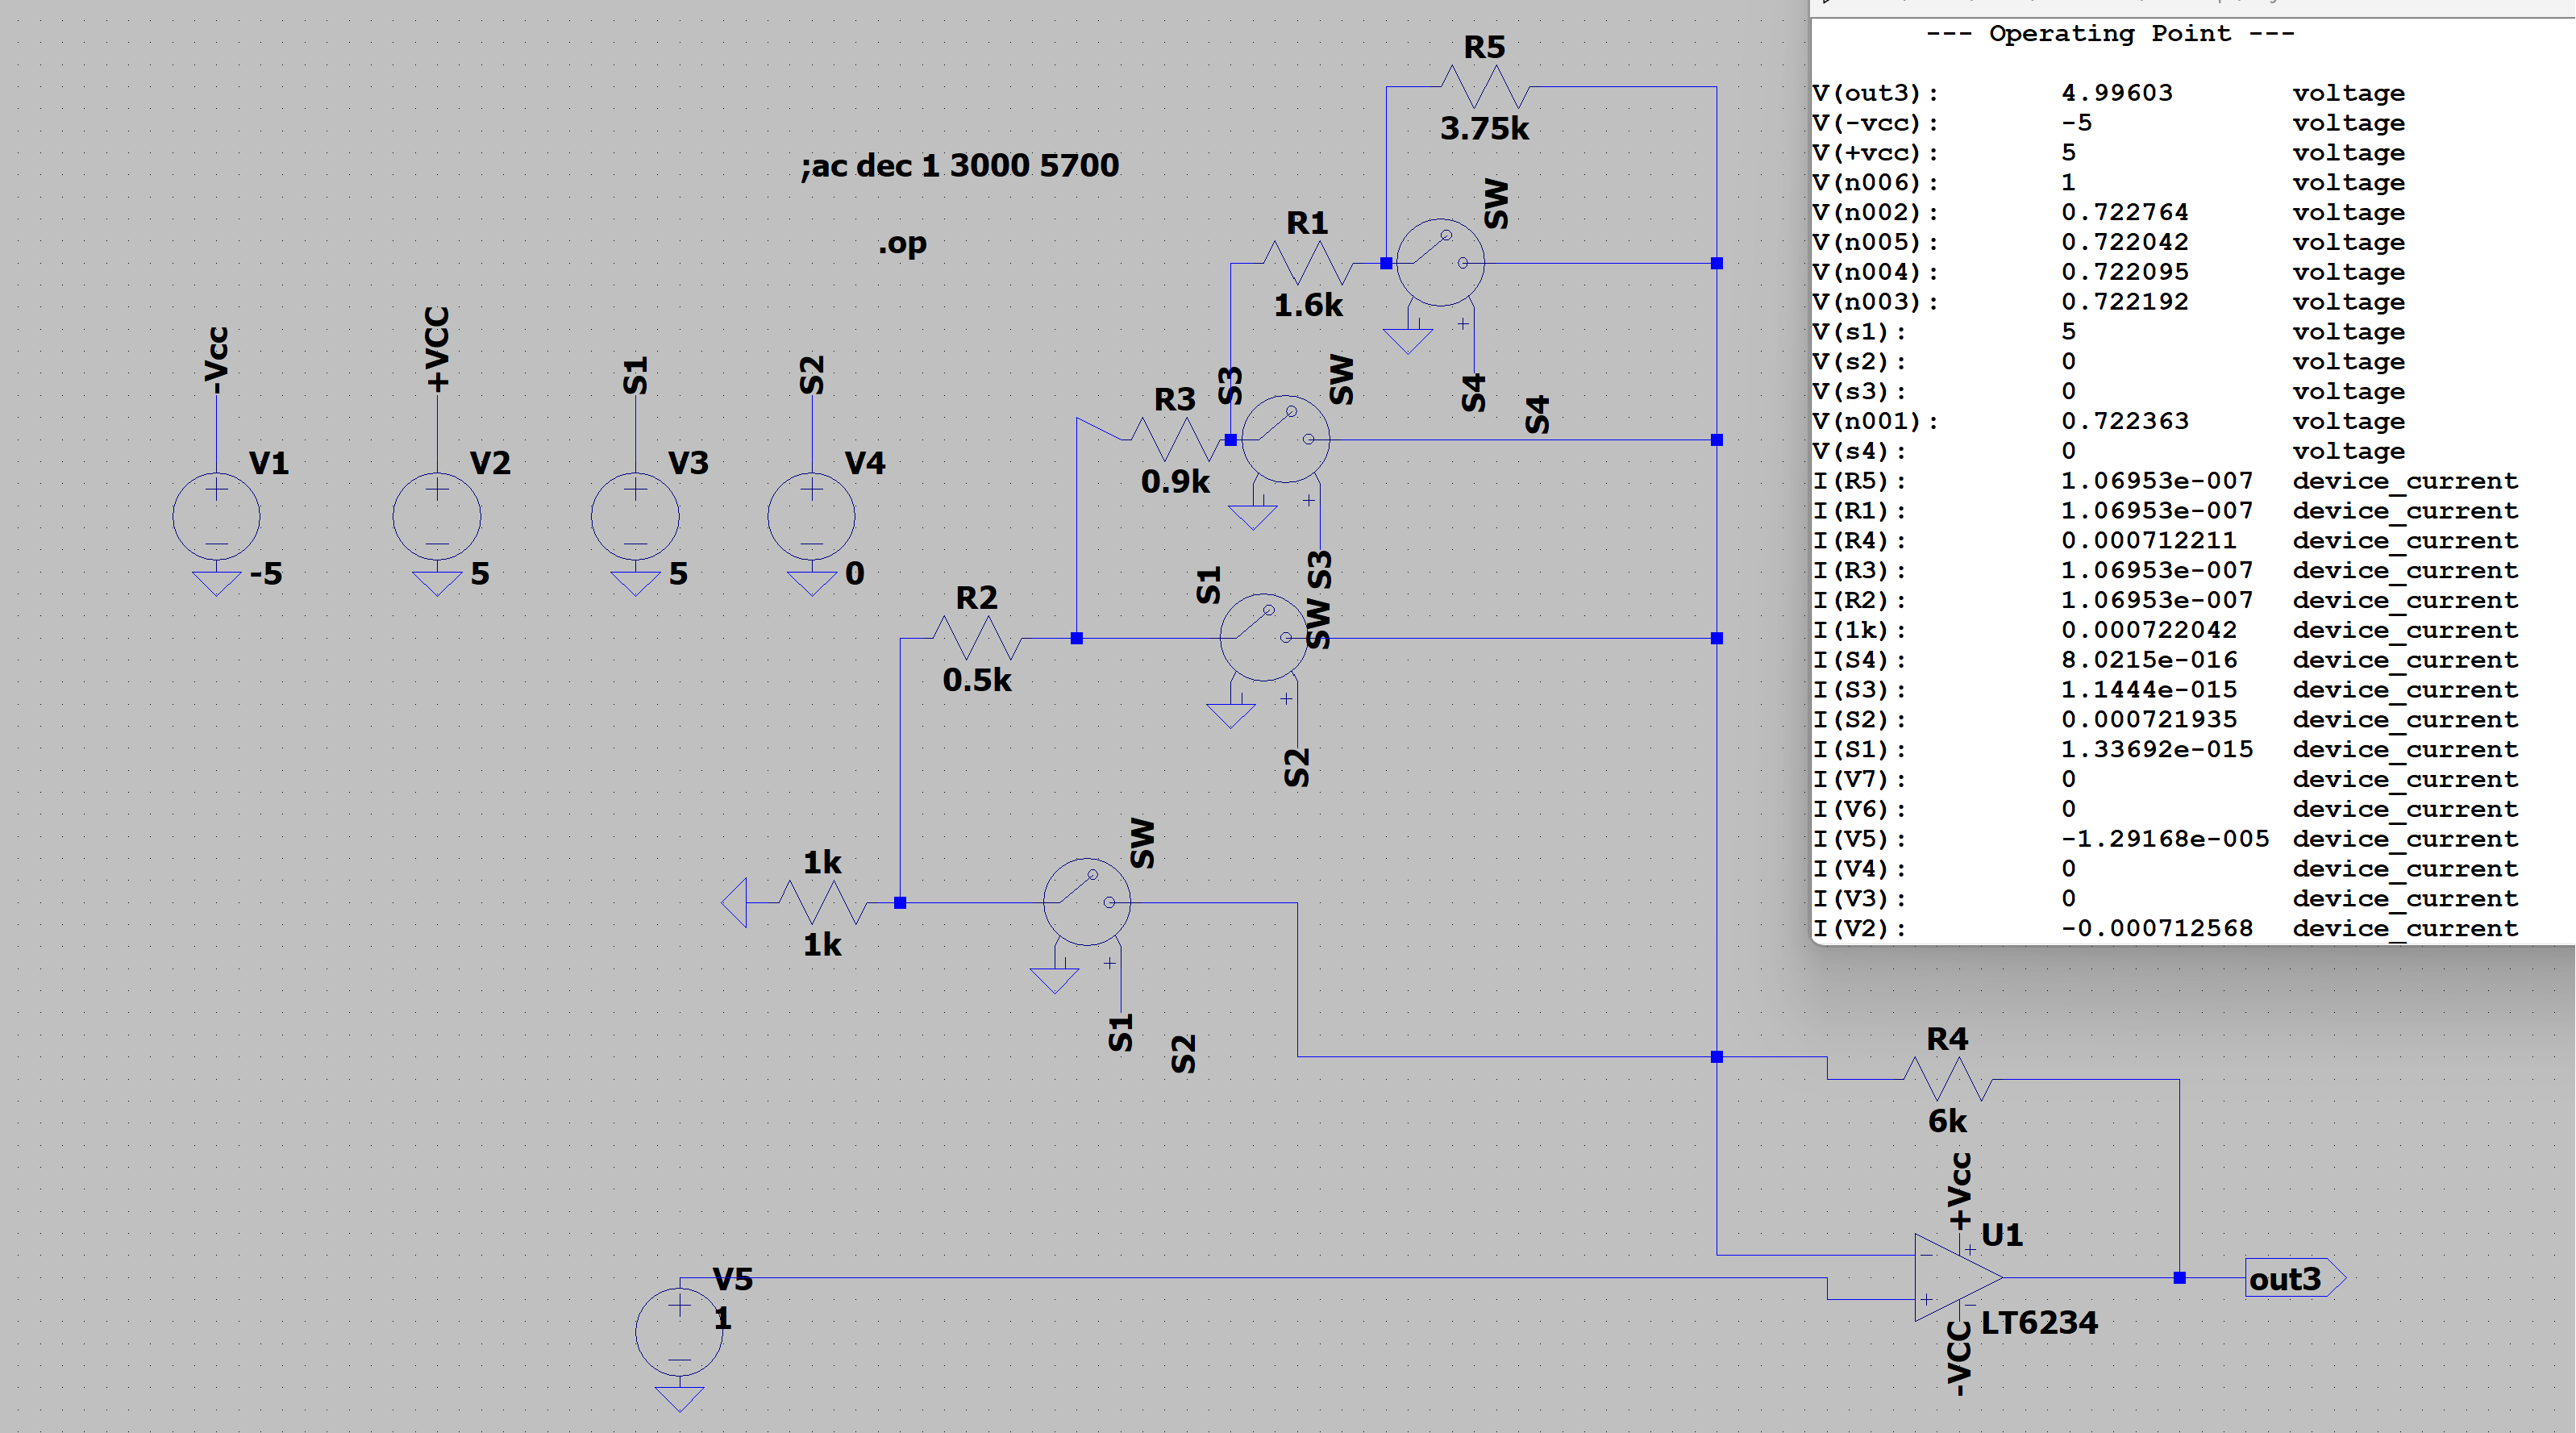 --- Operating Point ---
V(out3): 4.99603 voltage
V(-vcc): -5 voltage
V(+vcc): 5 voltage
V(n006): 1 voltage
V(n002): 0.722764 voltage
V(n005): 0.722042 voltage
V(n004): 0.722095 voltage
V(n003): 0.722192 voltage
V(s1): 5 voltage
V(s2): 0 voltage
V(s3): 0 voltage
V(n001): 0.722363 voltage
V(s4): 0 voltage
I(R5): 1.06953e-007 device_current
I(R1): 1.06953e-007 device_current
I(R4): 0.000712211 device_current
I(R3): 1.06953e-007 device_current
I(R2): 1.06953e-007 device_current
I(1k): 0.000722042 device_current
I(S4): 8.0215e-016 device_current
I(S3): 1.1444e-015 device_current
I(S2): 0.000721935 device_current
I(S1): 1.33692e-015 device_current
I(V7): 0 device_current
I(V6): 0 device_current
I(V5): -1.29168e-005 device_current
I(V4): 0 device_current
I(V3): 0 device_current
I(V2): -0.000712568 device_current
R5
3.75k
;ac dec 1 3000 5700
.op
SW
R1
1.6k
S4
S4
-Vcc
+VCC
S1
S2
V1
V2
V3
V4
-5
5
5
0
R3
0.9k
S3
SW
S3
R2
0.5k
S1
SW
S2
1k
1k
SW
S1
S2
R4
6k
+Vcc
U1
LT6234
-VCC
out3
V5
1
+
−
+
−
+
−
+
−
+
−
+
+
+
+
−
+
+
−